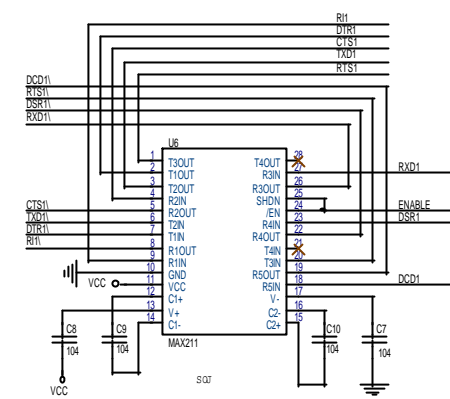 RI1
DTR1
CTS1
TXD1
RTS1
DCD1\
RTS1\
DSR1\
RXD1\
U6
1 T3OUT T4OUT 28
2 T1OUT R3IN 27 RXD1
3 T2OUT R3OUT 26
4 R2IN SHDN 25
CTS1\ 5 R2OUT /EN 24 ENABLE
TXD1\ 6 T2IN R4IN 23 DSR1
DTR1\ 7 T1IN R4OUT 22
RI1\ 8 R1OUT T4IN 21
9 R1IN T3IN 20
10 GND R5OUT 19
VCC 11 VCC R5IN 18 DCD1
12 C1+ V- 17
13 V+ C2- 16
14 C1- C2+ 15
C8 C9 C10 C7
104 104 104 104
MAX211
VCC